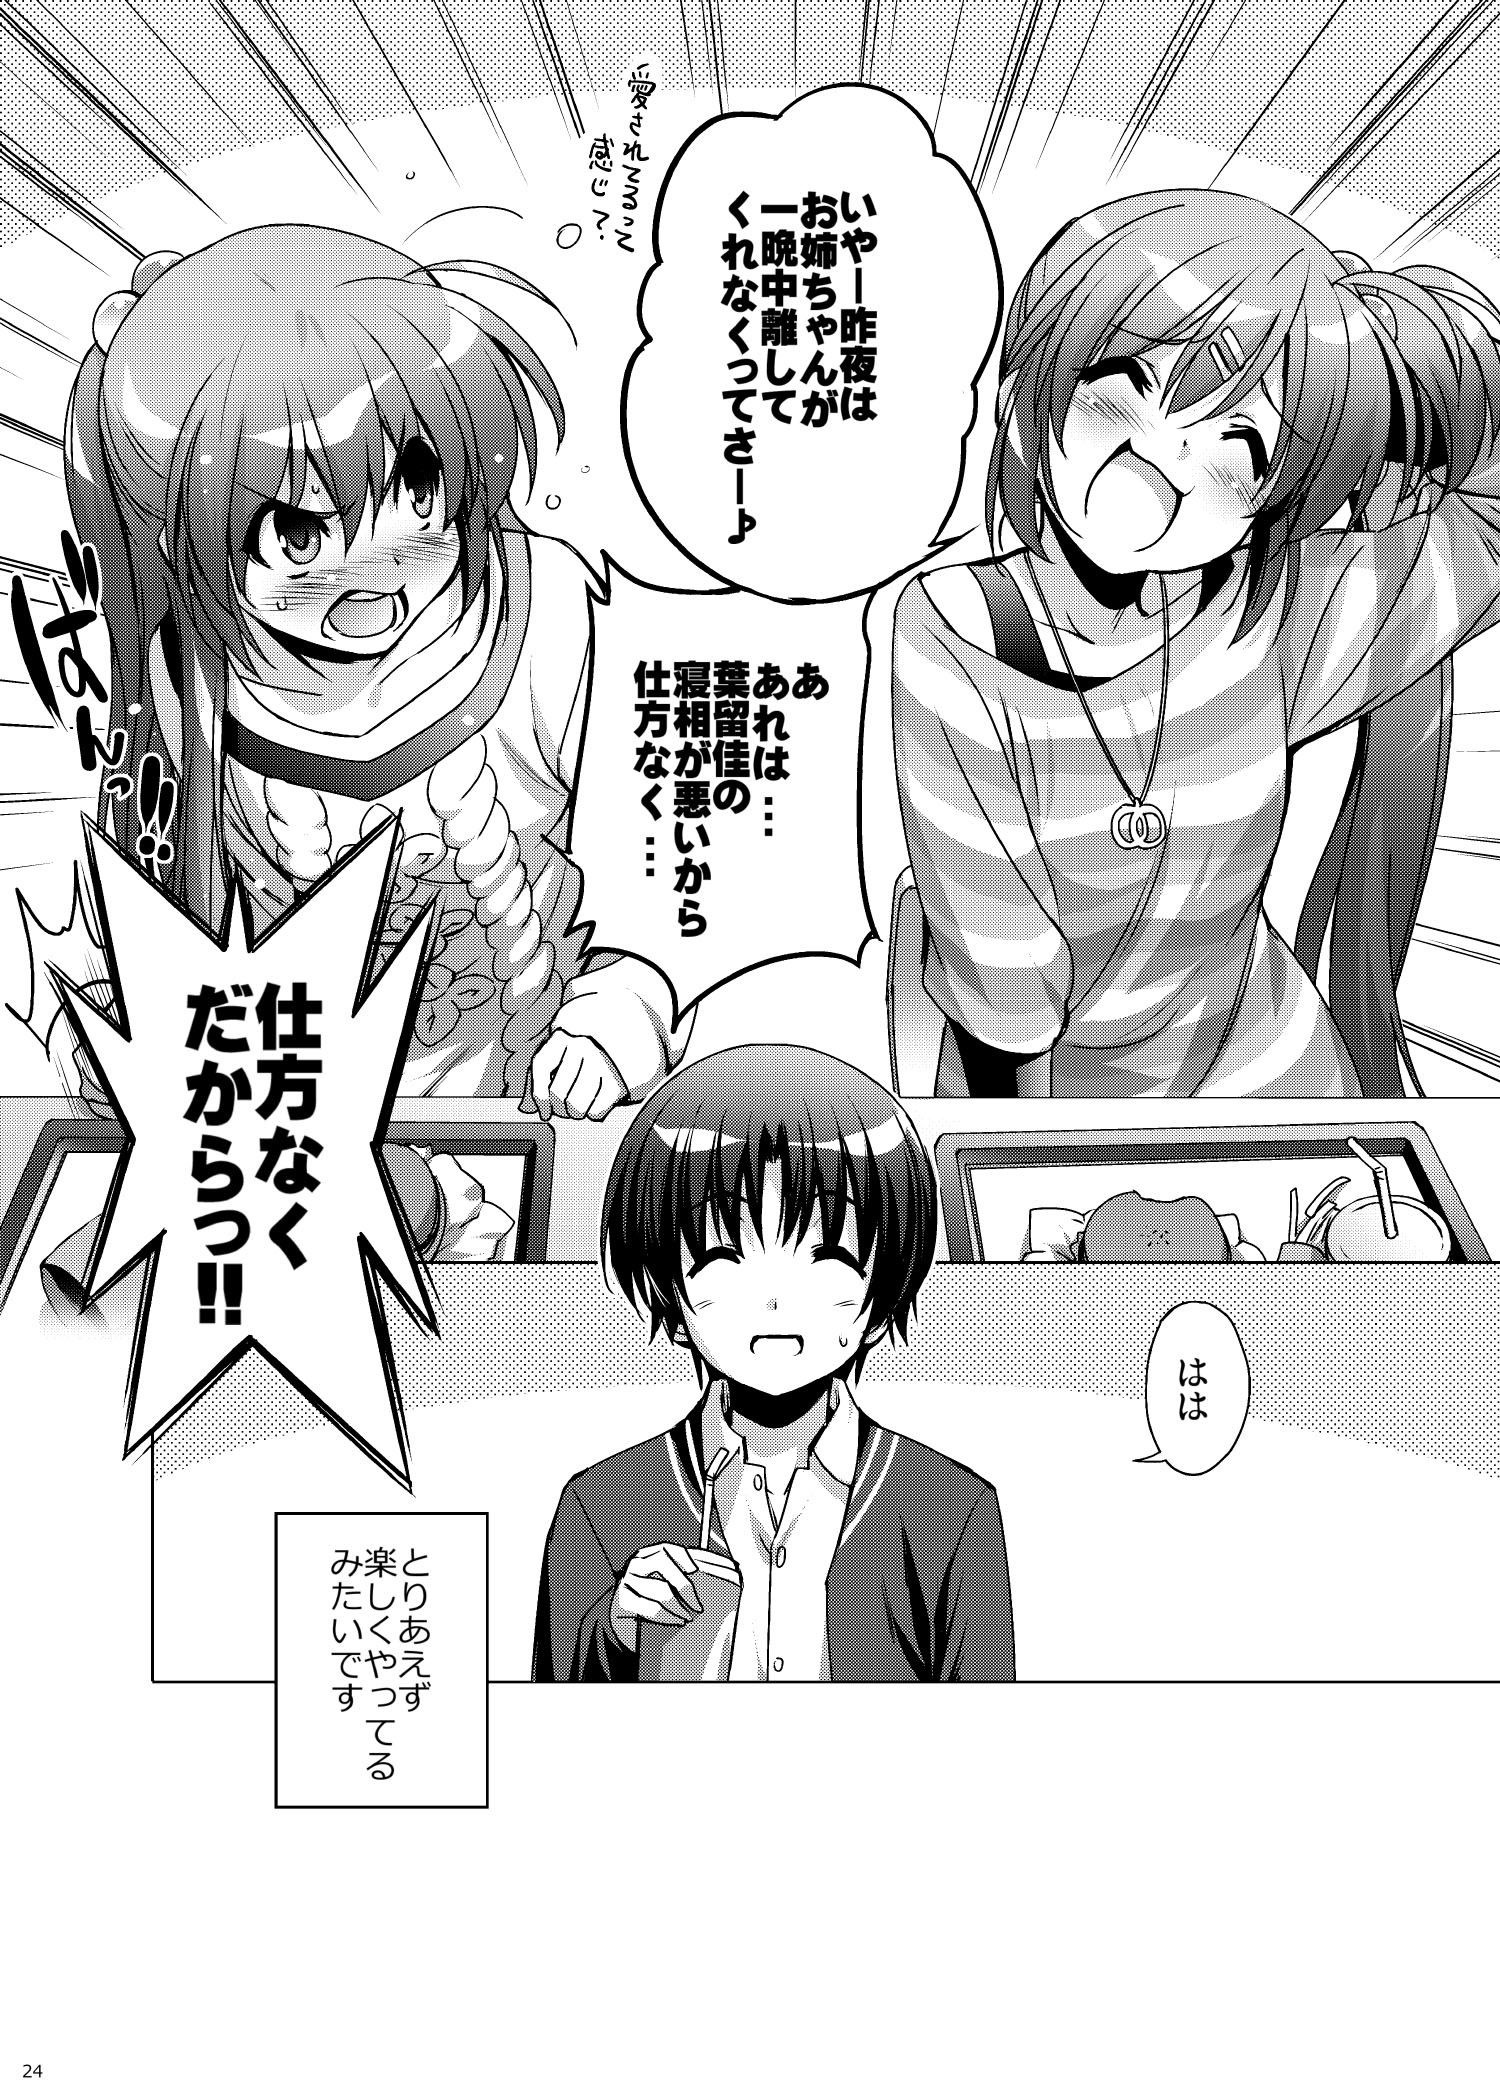 いやー昨夜は
お姉ちゃんが
一晩中離して
くれなくってさー♪
愛されてるって
感じ?
あ
あれは…
葉留佳の
寝相が悪いから
仕方なく…
ばんっ!!
仕方なく
だからっ!!
はは
とりあえず
楽しくやってる
みたいです
24